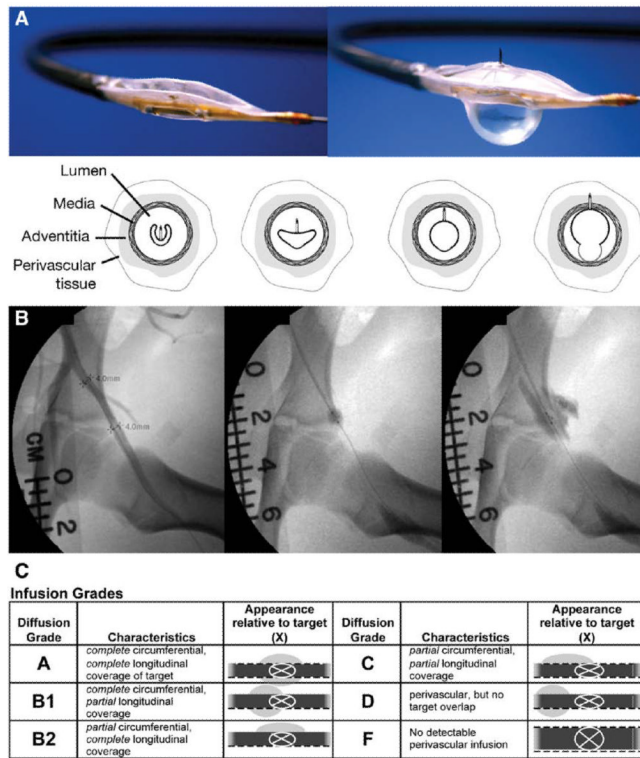 A
Lumen
Media
Adventitia
Perivascular
tissue
B
4.0mm
4.0mm
CM 0 2
0 2 4 6
0 2 4 6
C
Infusion Grades
Diffusion
Grade
Characteristics
Appearance
relative to target
(X)
Diffusion
Grade
Characteristics
Appearance
relative to target
(X)
A
complete circumferential,
complete longitudinal
coverage of target
C
partial circumferential,
partial longitudinal
coverage
B1
complete circumferential,
partial longitudinal
coverage
D
perivascular, but no
target overlap
B2
partial circumferential,
complete longitudinal
coverage
F
No detectable
perivascular infusion